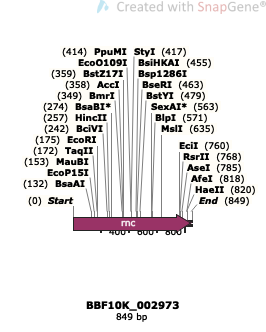 Created with SnapGene®
(414) PpuMI StyI (417)
EcoO109I BsiHKAI (455)
(359) BstZ17I Bsp1286I
(358) AccI BseRI (463)
(349) BmrI BstYI (479)
(274) BsaBI* SexAI* (563)
(257) HincII BlpI (571)
(242) BciVI MslI (635)
(175) EcoRI EciI (760)
(172) TaqII RsrII (768)
(153) MauBI AseI (785)
EcoP15I AfeI (818)
(132) BsaAI HaeII (820)
(0) Start End (849)
rnc
400 600 800
BBF10K_002973
849 bp